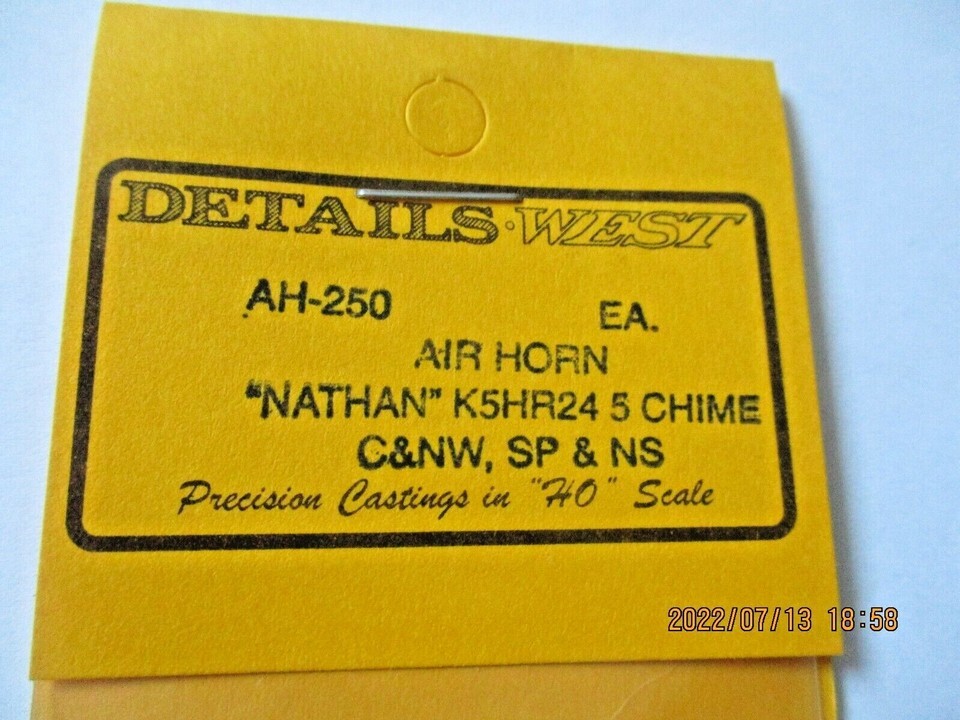 DETAILS·WEST
AH-250 EA.
AIR HORN
"NATHAN" K5HR24 5 CHIME
C&NW, SP & NS
Precision Castings in "HO" Scale
2022/07/13 18:58